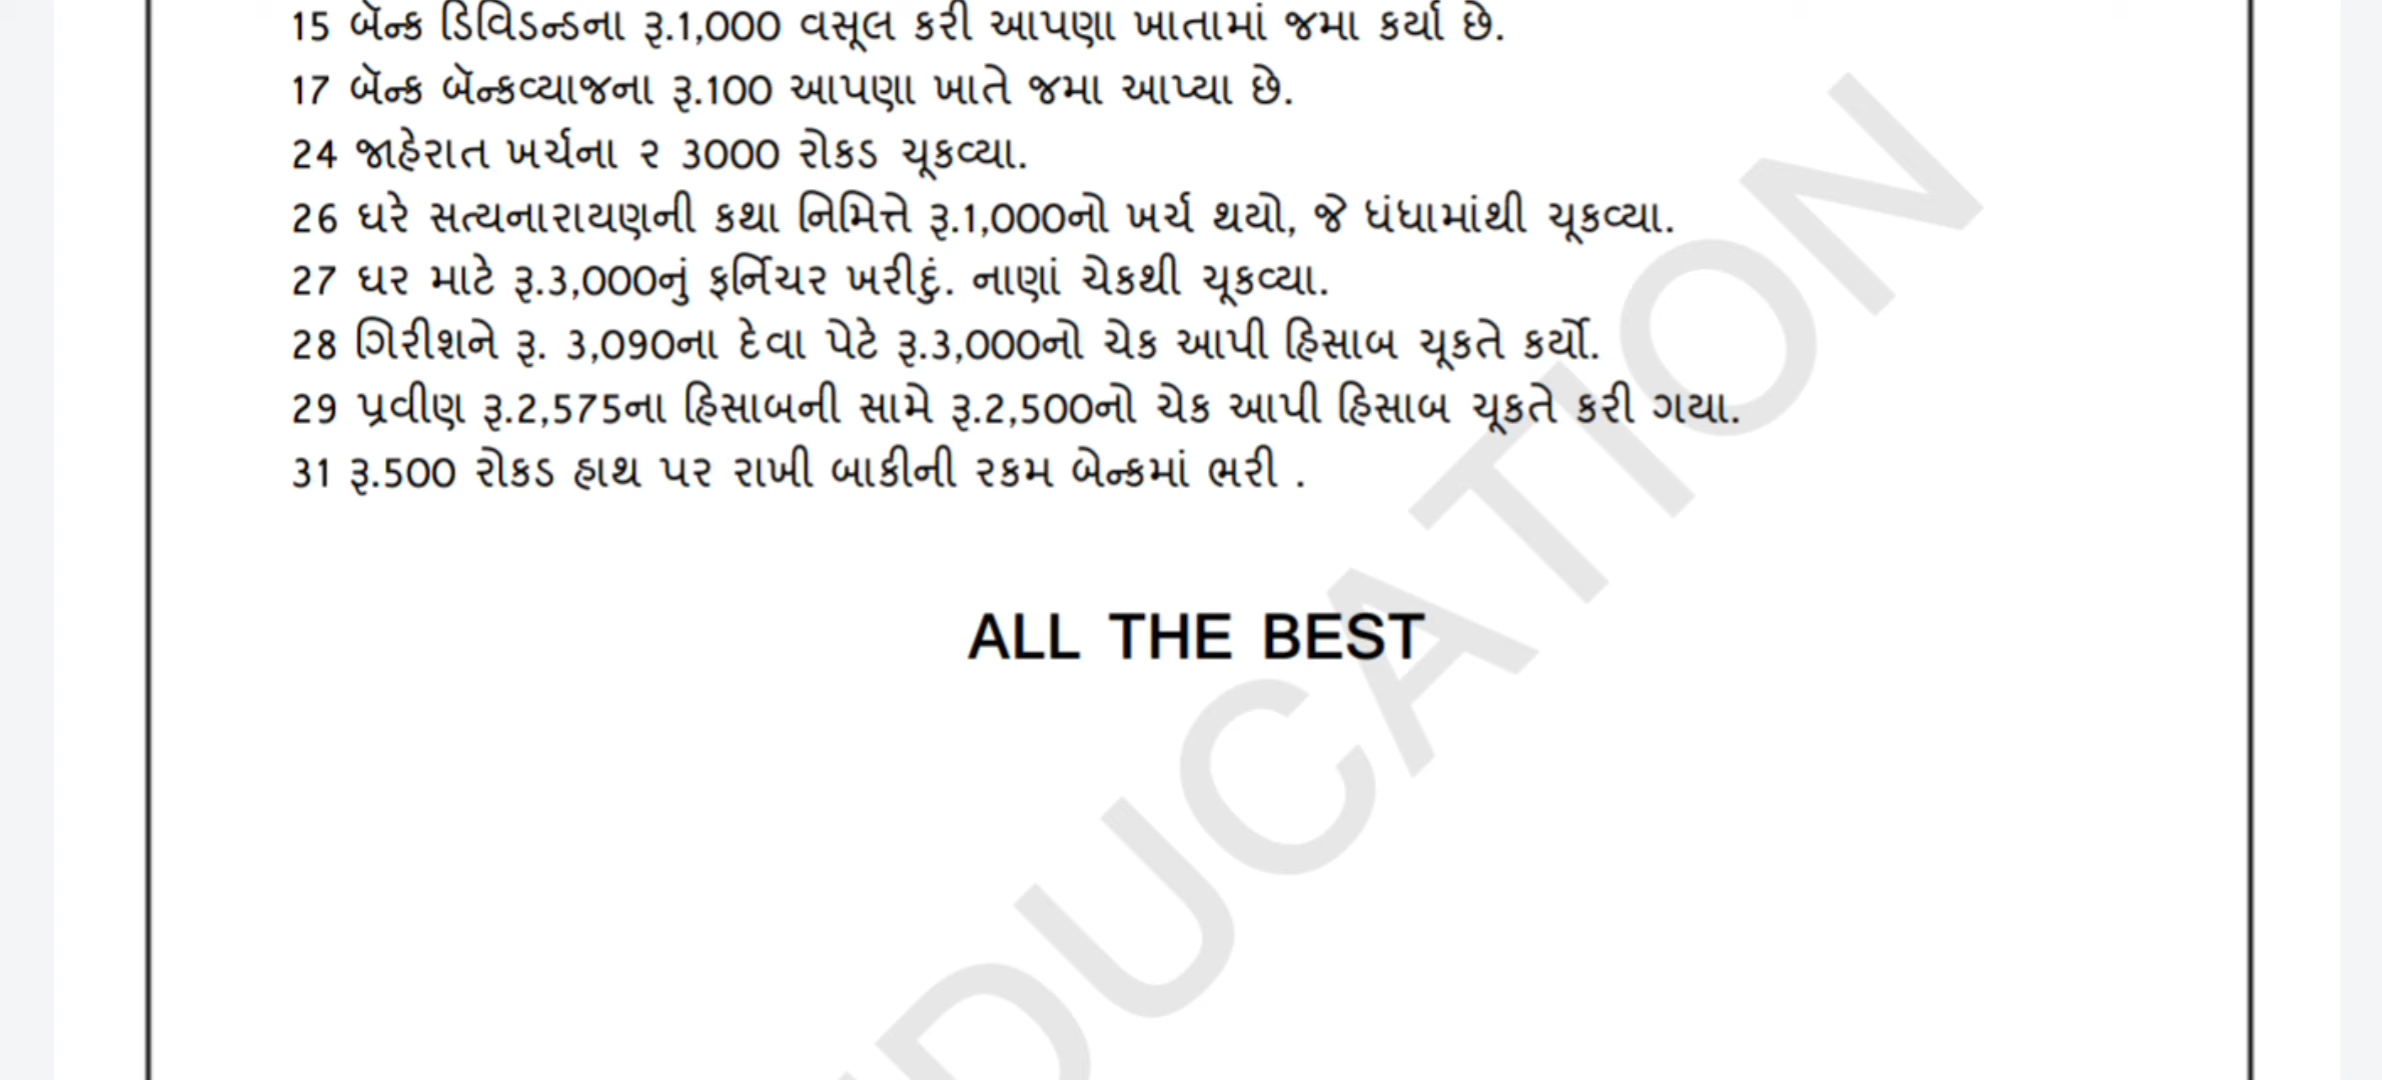 15 બૅન્ક ડિવિડન્ડના રૂ.1,000 વસૂલ કરી આપણા ખાતામાં જમા કર્યા છે.
17 બૅન્ક બૅન્કવ્યાજના રૂ.100 આપણા ખાતે જમા આપ્યા છે.
24 જાહેરાત ખર્ચના ૨ 3000 રોકડ ચૂકવ્યા.
26 ઘરે સત્યનારાયણની કથા નિમિત્તે રૂ.1,000નો ખર્ચ થયો, જે ધંધામાંથી ચૂકવ્યા.
27 ઘર માટે રૂ.3,000નું ફર્નિચર ખરીદું. નાણાં ચેકથી ચૂકવ્યા.
28 ગિરીશને રૂ. 3,090ના દેવા પેટે રૂ.3,000નો ચેક આપી હિસાબ ચૂકતે કર્યો.
29 પ્રવીણ રૂ.2,575ના હિસાબની સામે રૂ.2,500નો ચેક આપી હિસાબ ચૂકતે કરી ગયા.
31 રૂ.500 રોકડ હાથ પર રાખી બાકીની રકમ બેન્કમાં ભરી .
ALL THE BEST
DUCATION